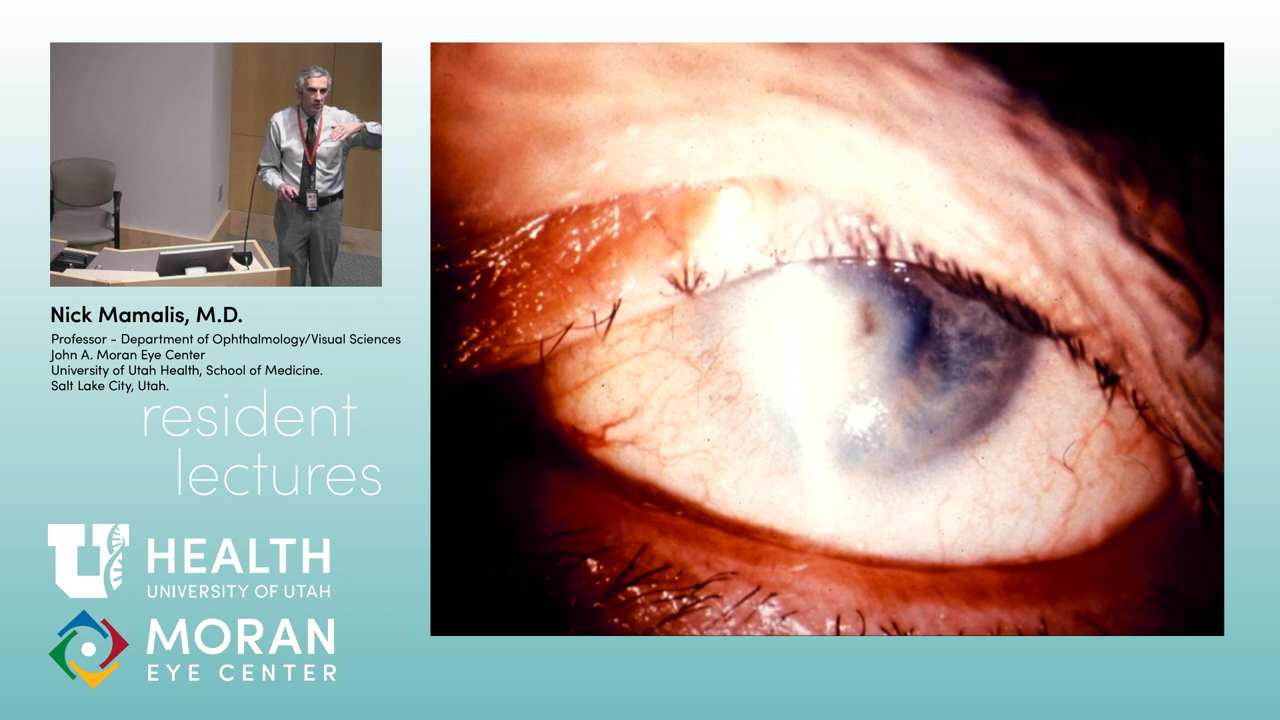 Nick Mamalis, M.D.
Professor - Department of Ophthalmology/Visual Sciences
John A. Moran Eye Center
University of Utah Health, School of Medicine.
Salt Lake City, Utah.
resident
lectures
U HEALTH
UNIVERSITY OF UTAH
MORAN
EYE CENTER